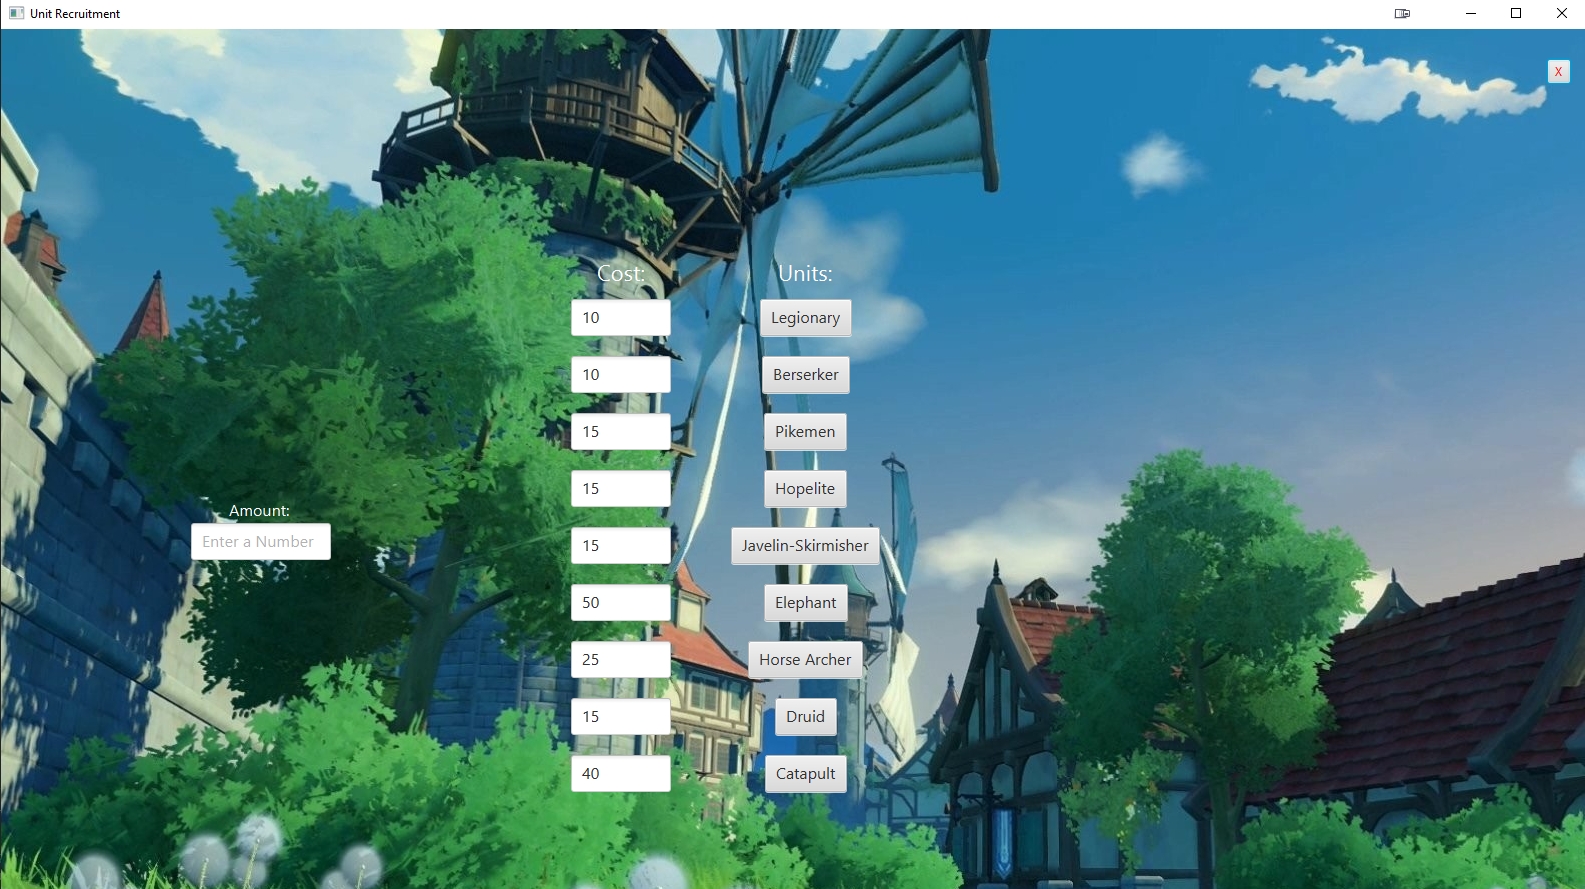 Unit Recruitment
X
Cost: Units:
10 Legionary
10 Berserker
15 Pikemen
15 Hopelite
Amount:
Enter a Number
15 Javelin-Skirmisher
50 Elephant
25 Horse Archer
15 Druid
40 Catapult